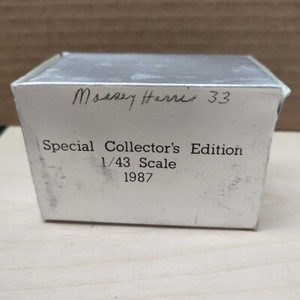 Massey Harris 33
Special Collector's Edition
1/43 Scale
1987